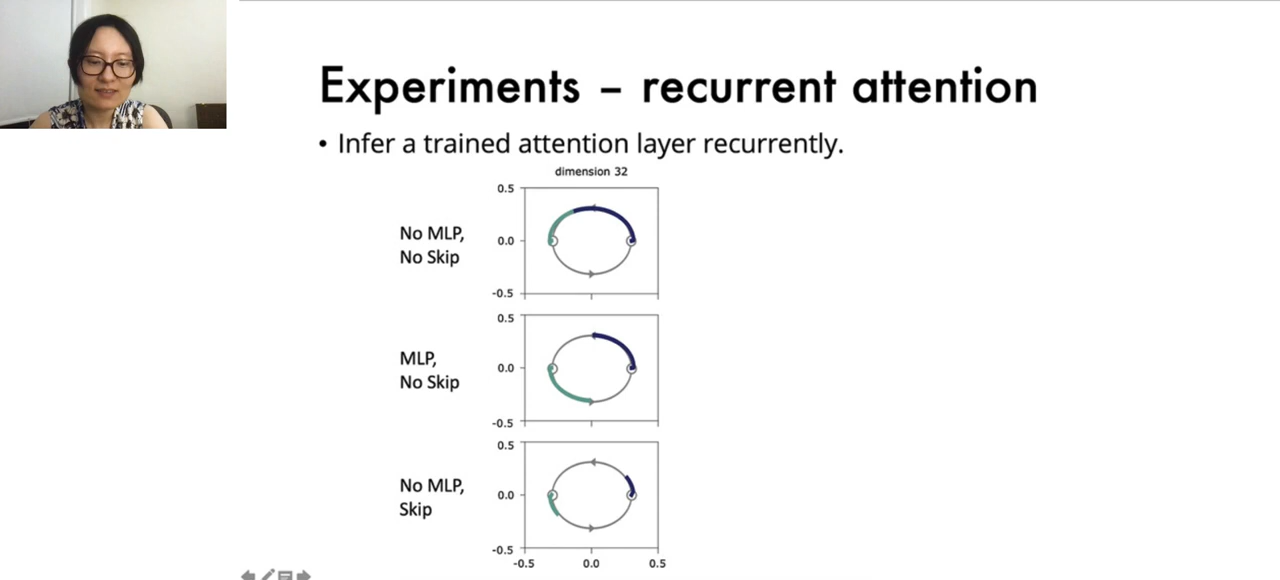 Experiments – recurrent attention
• Infer a trained attention layer recurrently.
dimension 32
No MLP,
No Skip
0.5
0.0
-0.5
MLP,
No Skip
0.5
0.0
-0.5
No MLP,
Skip
0.5
0.0
-0.5
-0.5 0.0 0.5